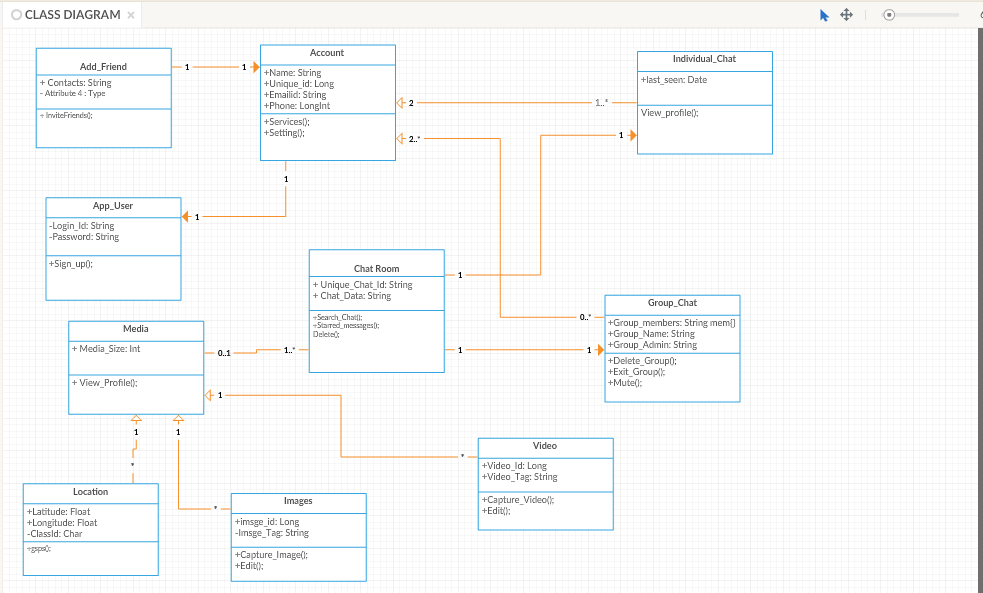 CLASS DIAGRAM ×
Add_Friend
+ Contacts: String
- Attribute 4 : Type
+ InviteFriends();
1
1
Account
+Name: String
+Unique_id: Long
+Emailid: String
+Phone: LongInt
+Services();
+Setting();
Individual_Chat
+last_seen: Date
View_profile();
2
1..*
2..*
1
1
App_User
-Login_Id: String
-Password: String
+Sign_up();
1
Chat Room
+ Unique_Chat_Id: String
+ Chat_Data: String
+Search_Chat();
+Starred_messages();
Delete();
1
Group_Chat
+Group_members: String mem[]
+Group_Name: String
+Group_Admin: String
+Delete_Group();
+Exit_Group();
+Mute();
0..*
1
1
Media
+ Media_Size: Int
+ View_Profile();
0..1
1..*
1
1
1
*
*
*
Video
+Video_Id: Long
+Video_Tag: String
+Capture_Video();
+Edit();
Location
+Latitude: Float
+Longitude: Float
-ClassId: Char
+gsps();
Images
+imsge_id: Long
-Imsge_Tag: String
+Capture_Image();
+Edit();